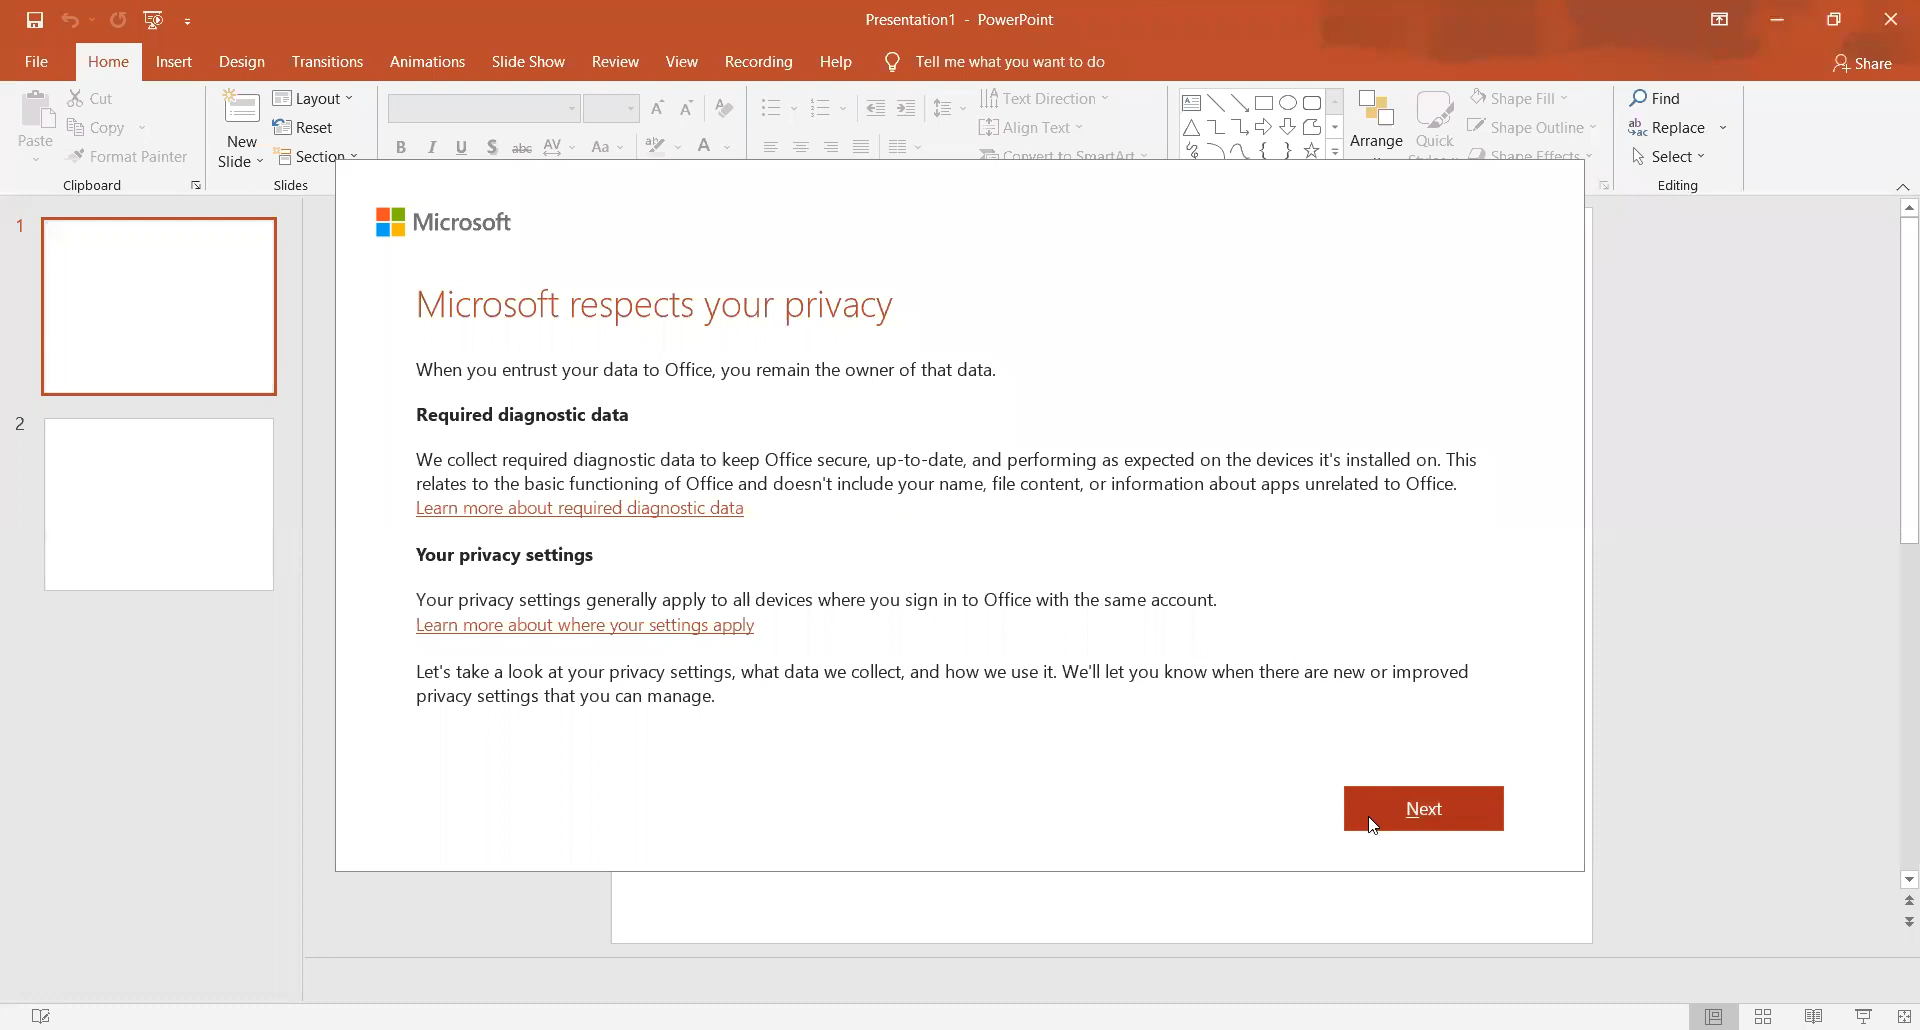 Presentation1 - PowerPoint
File Home Insert Design Transitions Animations Slide Show Review View Recording Help Tell me what you want to do Share
Paste
Cut
Copy
Format Painter
Clipboard
New
Slide
Layout
Reset
Section
Slides
B I U S abc AV Aa A
Text Direction
Align Text
Convert to SmartArt
Arrange
Quick
Styles
Shape Fill
Shape Outline
Shape Effects
Find
Replace
Select
Editing
1
2
Microsoft
Microsoft respects your privacy
When you entrust your data to Office, you remain the owner of that data.
Required diagnostic data
We collect required diagnostic data to keep Office secure, up-to-date, and performing as expected on the devices it's installed on. This
relates to the basic functioning of Office and doesn't include your name, file content, or information about apps unrelated to Office.
Learn more about required diagnostic data
Your privacy settings
Your privacy settings generally apply to all devices where you sign in to Office with the same account.
Learn more about where your settings apply
Let's take a look at your privacy settings, what data we collect, and how we use it. We'll let you know when there are new or improved
privacy settings that you can manage.
Next